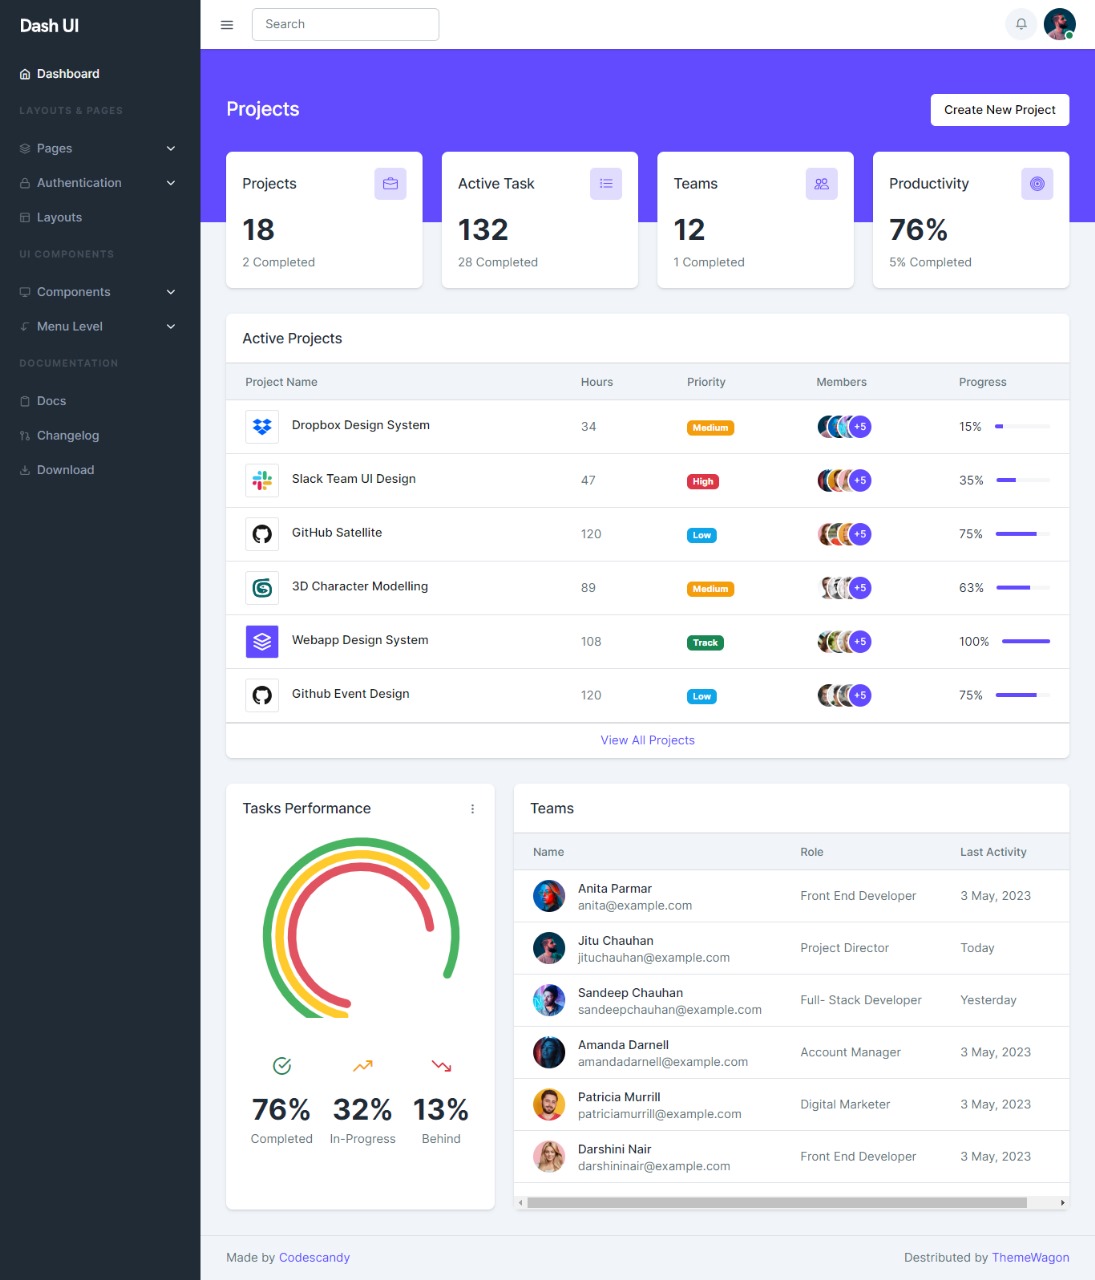 Dash UI
Search
Dashboard
LAYOUTS & PAGES
Pages
Authentication
Layouts
UI COMPONENTS
Components
Menu Level
DOCUMENTATION
Docs
Changelog
Download
Projects
Create New Project
Projects
18
2 Completed
Active Task
132
28 Completed
Teams
12
1 Completed
Productivity
76%
5% Completed
Active Projects
Project Name Hours Priority Members Progress
Dropbox Design System 34 Medium +5 15%
Slack Team UI Design 47 High +5 35%
GitHub Satellite 120 Low +5 75%
3D Character Modelling 89 Medium +5 63%
Webapp Design System 108 Track +5 100%
Github Event Design 120 Low +5 75%
View All Projects
Tasks Performance
76% 32% 13%
Completed In-Progress Behind
Teams
Name Role Last Activity
Anita Parmar
anita@example.com
Front End Developer 3 May, 2023
Jitu Chauhan
jituchauhan@example.com
Project Director Today
Sandeep Chauhan
sandeepchauhan@example.com
Full- Stack Developer Yesterday
Amanda Darnell
amandadarnell@example.com
Account Manager 3 May, 2023
Patricia Murrill
patriciamurrill@example.com
Digital Marketer 3 May, 2023
Darshini Nair
darshininair@example.com
Front End Developer 3 May, 2023
Made by Codescandy
Destributed by ThemeWagon